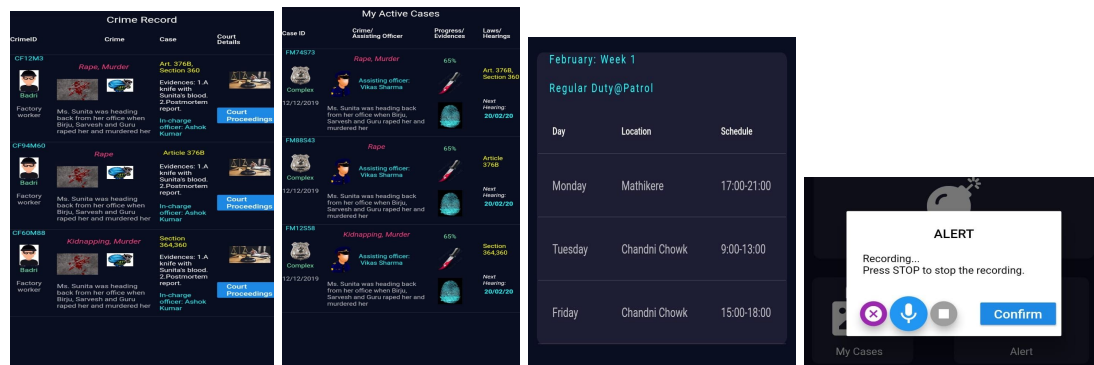 Crime Record
CrimeID Crime Case Court Details
CF12M3
Rape, Murder
Art. 376B,
Section 360
Badri
Factory
worker
Evidences: 1.A
knife with
Sunita's blood.
2.Postmortem
report.
In-charge
officer: Ashok
Kumar
Court
Proceedings
Ms. Sunita was heading
back from her office when Birju,
Sarvesh and Guru
raped her and murdered her
CF94M60
Rape
Article 376B
Badri
Factory
worker
Evidences: 1.A
knife with
Sunita's blood.
2.Postmortem
report.
In-charge
officer: Ashok
Kumar
Court
Proceedings
Ms. Sunita was heading
back from her office when
Birju, Sarvesh and Guru
raped her and murdered her
CF60M88
Kidnapping, Murder
Section
364,360
Badri
Factory
worker
Evidences: 1.A
knife with
Sunita's blood.
2.Postmortem
report.
In-charge
officer: Ashok
Kumar
Court
Proceedings
Ms. Sunita was heading
back from her office when
Birju, Sarvesh and Guru
raped her and murdered her
My Active Cases
Case ID
Crime/
Assisting Officer
Progress/
Evidences
Laws/
Hearings
FM74S73
Rape, Murder
65%
Art. 376B,
Section 360
Complex
12/12/2019
Assisting officer:
Vikas Sharma
Ms. Sunita was heading
back from her office when Birju,
Sarvesh and Guru raped her and
murdered her
Next
Hearing:
20/02/20
FM88S43
Rape
65%
Article
376B
Complex
12/12/2019
Assisting officer:
Vikas Sharma
Ms. Sunita was heading
back from her office when Birju,
Sarvesh and Guru raped her and
murdered her
Next
Hearing:
20/02/20
FM12S58
Kidnapping, Murder
65%
Section
364,360
Complex
12/12/2019
Assisting officer:
Vikas Sharma
Ms. Sunita was heading
back from her office when Birju,
Sarvesh and Guru raped her and
murdered her
Next
Hearing:
20/02/20
February: Week 1
Regular Duty@Patrol
Day Location Schedule
Monday Mathikere 17:00-21:00
Tuesday Chandni Chowk 9:00-13:00
Friday Chandni Chowk 15:00-18:00
ALERT
Recording...
Press STOP to stop the recording.
Confirm
My Cases Alert